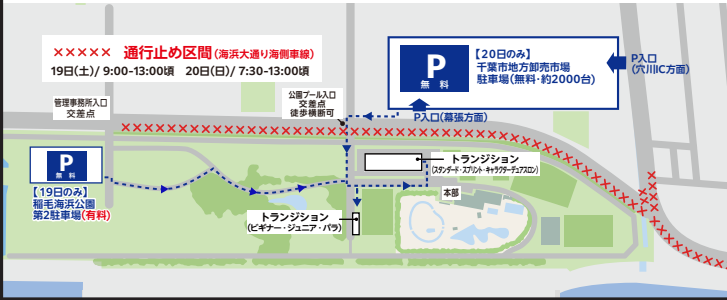 ××××× 通行止め区間(海浜大通り海側車線)
19日(土)/ 9:00-13:00頃 20日(日)/ 7:30-13:00頃
管理事務所入口
交差点
公園プール入口
交差点
徒歩横断可
P
無料
【20日のみ】
千葉市地方卸売市場
駐車場(無料・約2000台)
P入口
(穴川IC方面)
P入口(幕張方面)
P
無料
【19日のみ】
稲毛海浜公園
第2駐車場(有料)
トランジション
(スタンダード・スプリント・キャラクターデュアスロン)
本部
トランジション
(ビギナー・ジュニア・パラ)